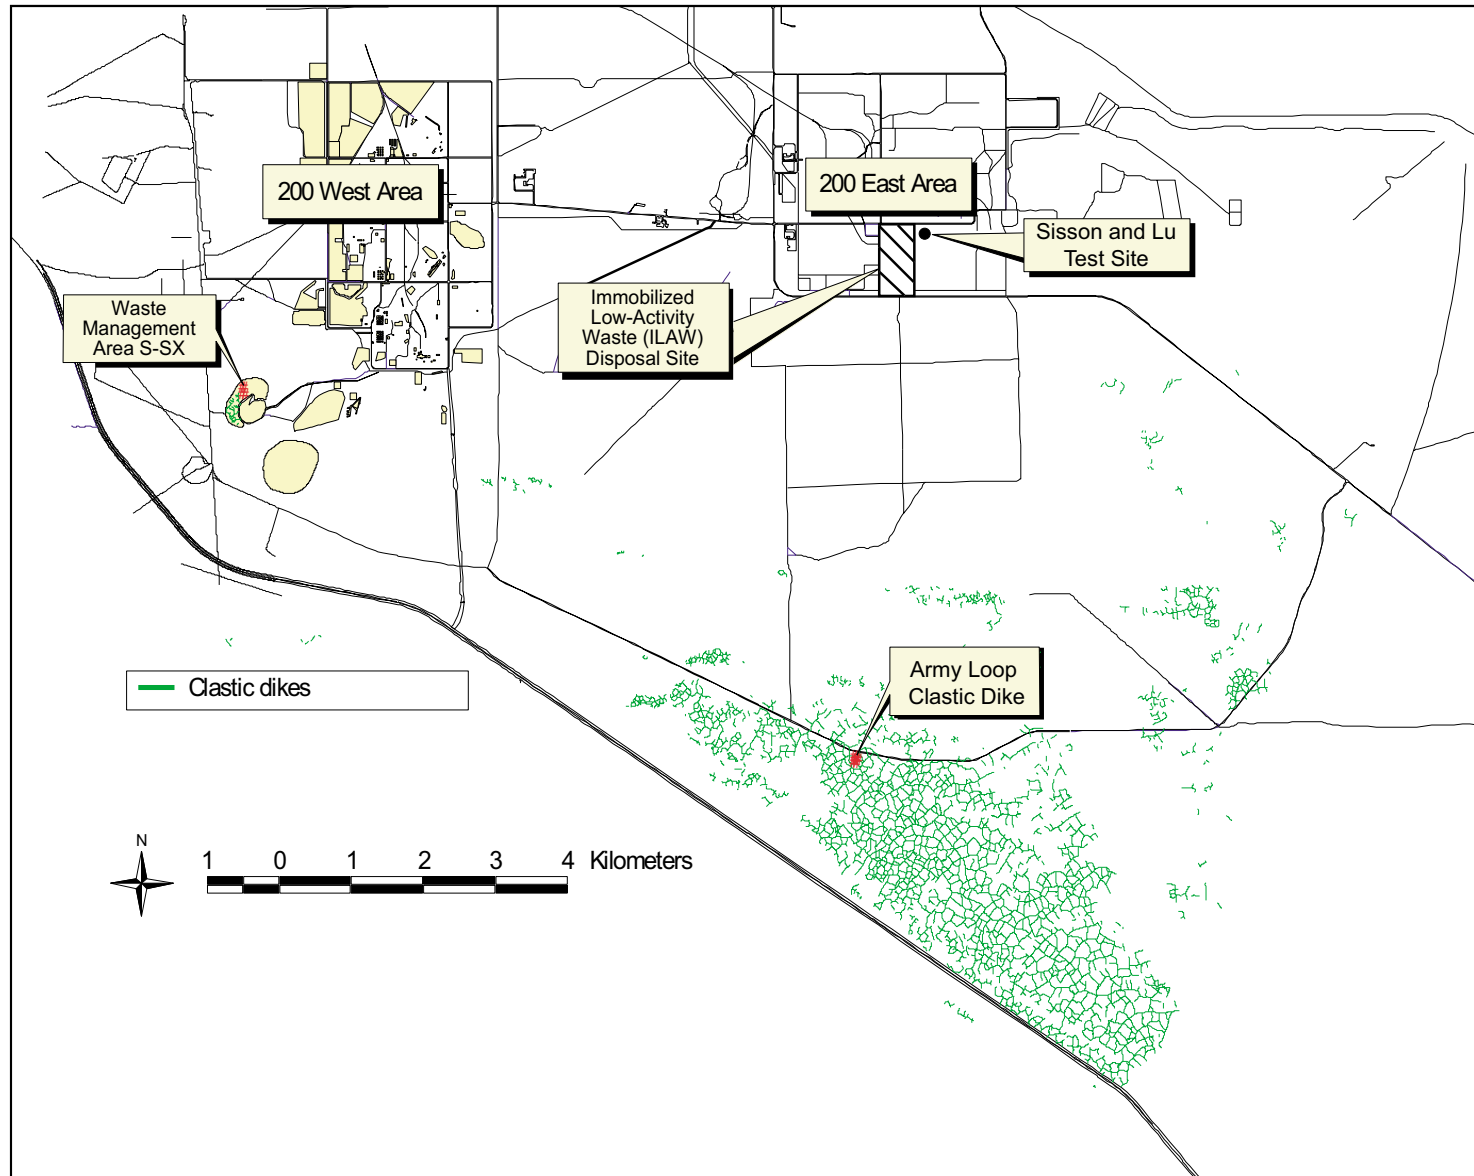 200 West Area
200 East Area
Sisson and Lu
Test Site
Waste
Management
Area S-SX
Immobilized
Low-Activity
Waste (ILAW)
Disposal Site
Army Loop
Clastic Dike
Clastic dikes
N
1 0 1 2 3 4 Kilometers